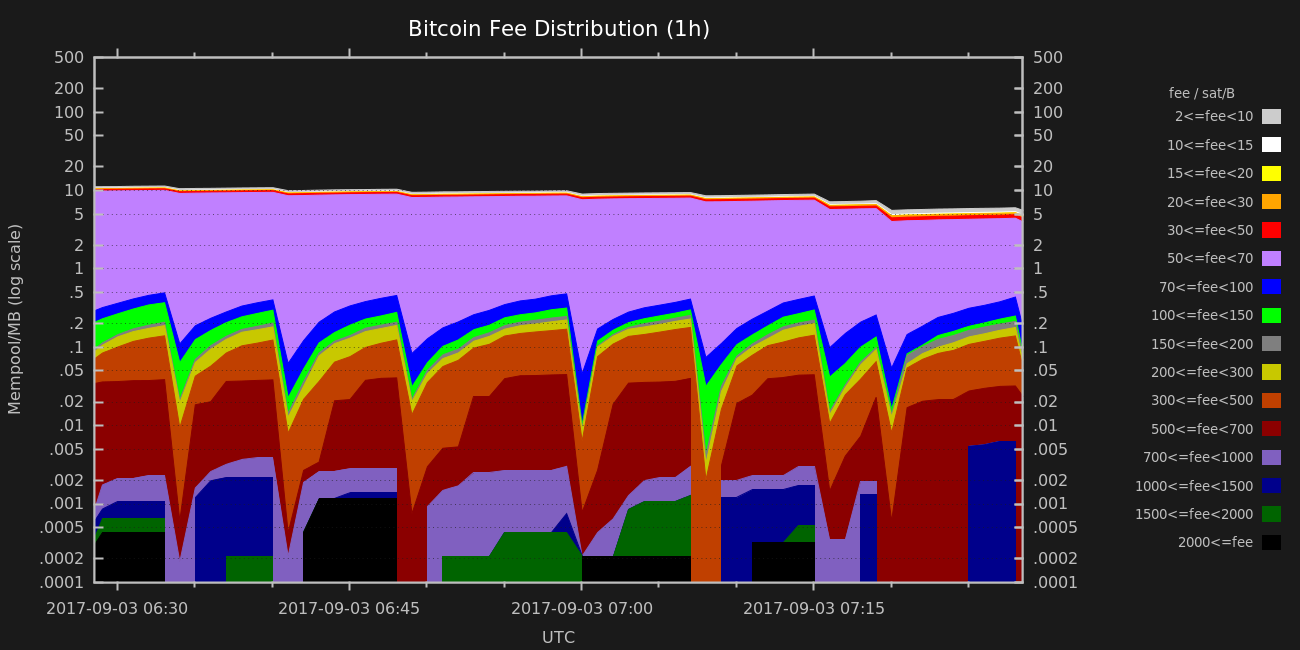 Bitcoin Fee Distribution (1h)
500 500
200 200
100 100
50 50
20 20
10 10
5 5
2 2
1 1
.5 .5
.2 .2
.1 .1
.05 .05
.02 .02
.01 .01
.005 .005
.002 .002
.001 .001
.0005 .0005
.0002 .0002
.0001 .0001
Mempool/MB (log scale)
2017-09-03 06:30 2017-09-03 06:45 2017-09-03 07:00 2017-09-03 07:15
UTC
fee / sat/B
2<=fee<10
10<=fee<15
15<=fee<20
20<=fee<30
30<=fee<50
50<=fee<70
70<=fee<100
100<=fee<150
150<=fee<200
200<=fee<300
300<=fee<500
500<=fee<700
700<=fee<1000
1000<=fee<1500
1500<=fee<2000
2000<=fee